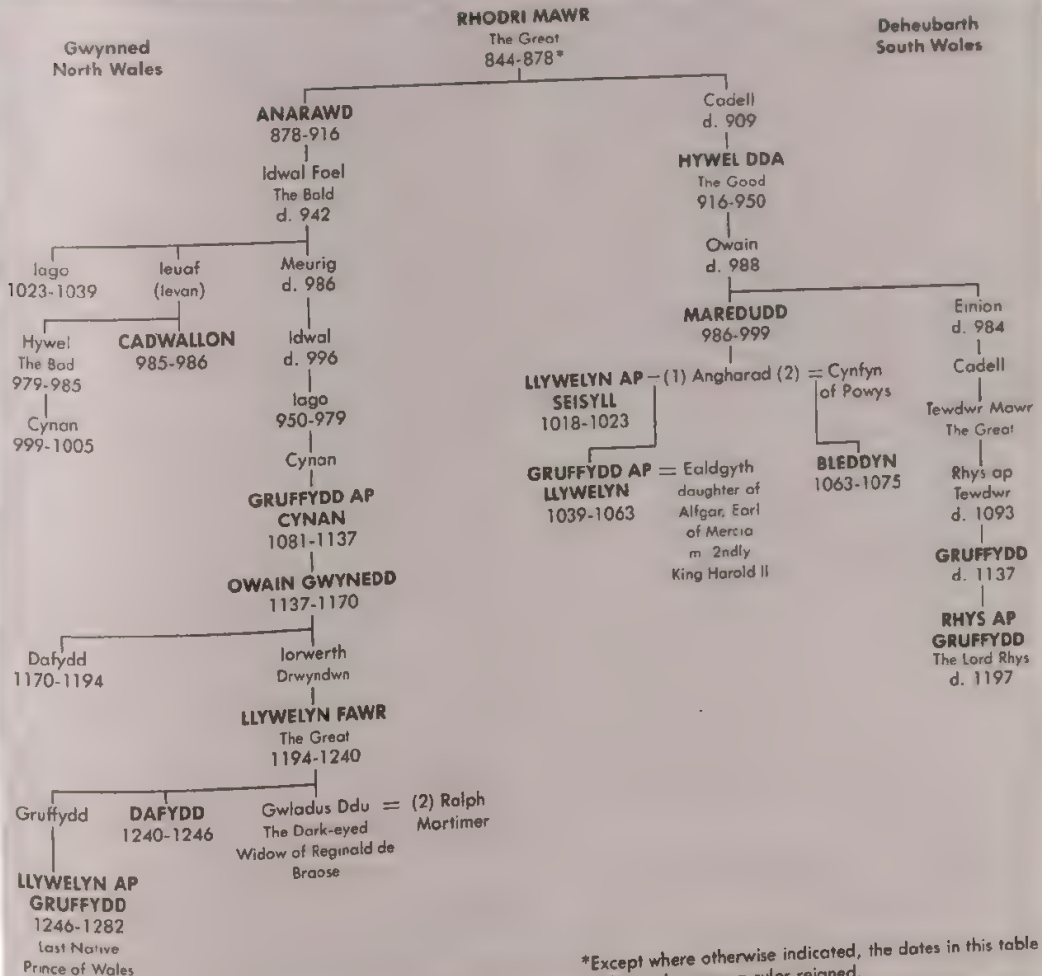 RHODRI MAWR
The Great
844-878*
Gwynned
North Wales
Deheubarth
South Wales
ANARAWD
878-916
Idwal Foel
The Bald
d. 942
Iago
1023-1039
Ieuaf
(Ievan)
Meurig
d. 986
Hywel
The Bad
979-985
CADWALLON
985-986
Idwal
d. 996
Cynan
999-1005
Iago
950-979
Cynan
GRUFFYDD AP
CYNAN
1081-1137
OWAIN GWYNEDD
1137-1170
Dafydd
1170-1194
Iorwerth
Drwyndwn
LLYWELYN FAWR
The Great
1194-1240
Gruffydd
DAFYDD
1240-1246
Gwladus Ddu = (2) Ralph
The Dark-eyed Mortimer
Widow of Reginald de
Braose
LLYWELYN AP
GRUFFYDD
1246-1282
Last Native
Prince of Wales
Cadell
d. 909
HYWEL DDA
The Good
916-950
Owain
d. 988
MAREDUDD
986-999
Einion
d. 984
LLYWELYN AP – (1) Angharad (2) = Cynfyn
SEISYLL of Powys
1018-1023
Cadell
Tewdwr Mawr
The Great
GRUFFYDD AP = Ealdgyth
LLYWELYN daughter of
1039-1063 Alfgar, Earl
of Mercia
m 2ndly
King Harold II
BLEDDYN
1063-1075
Rhys ap
Tewdwr
d. 1093
GRUFFYDD
d. 1137
RHYS AP
GRUFFYDD
The Lord Rhys
d. 1197
*Except where otherwise indicated, the dates in this table
ruler reigned.